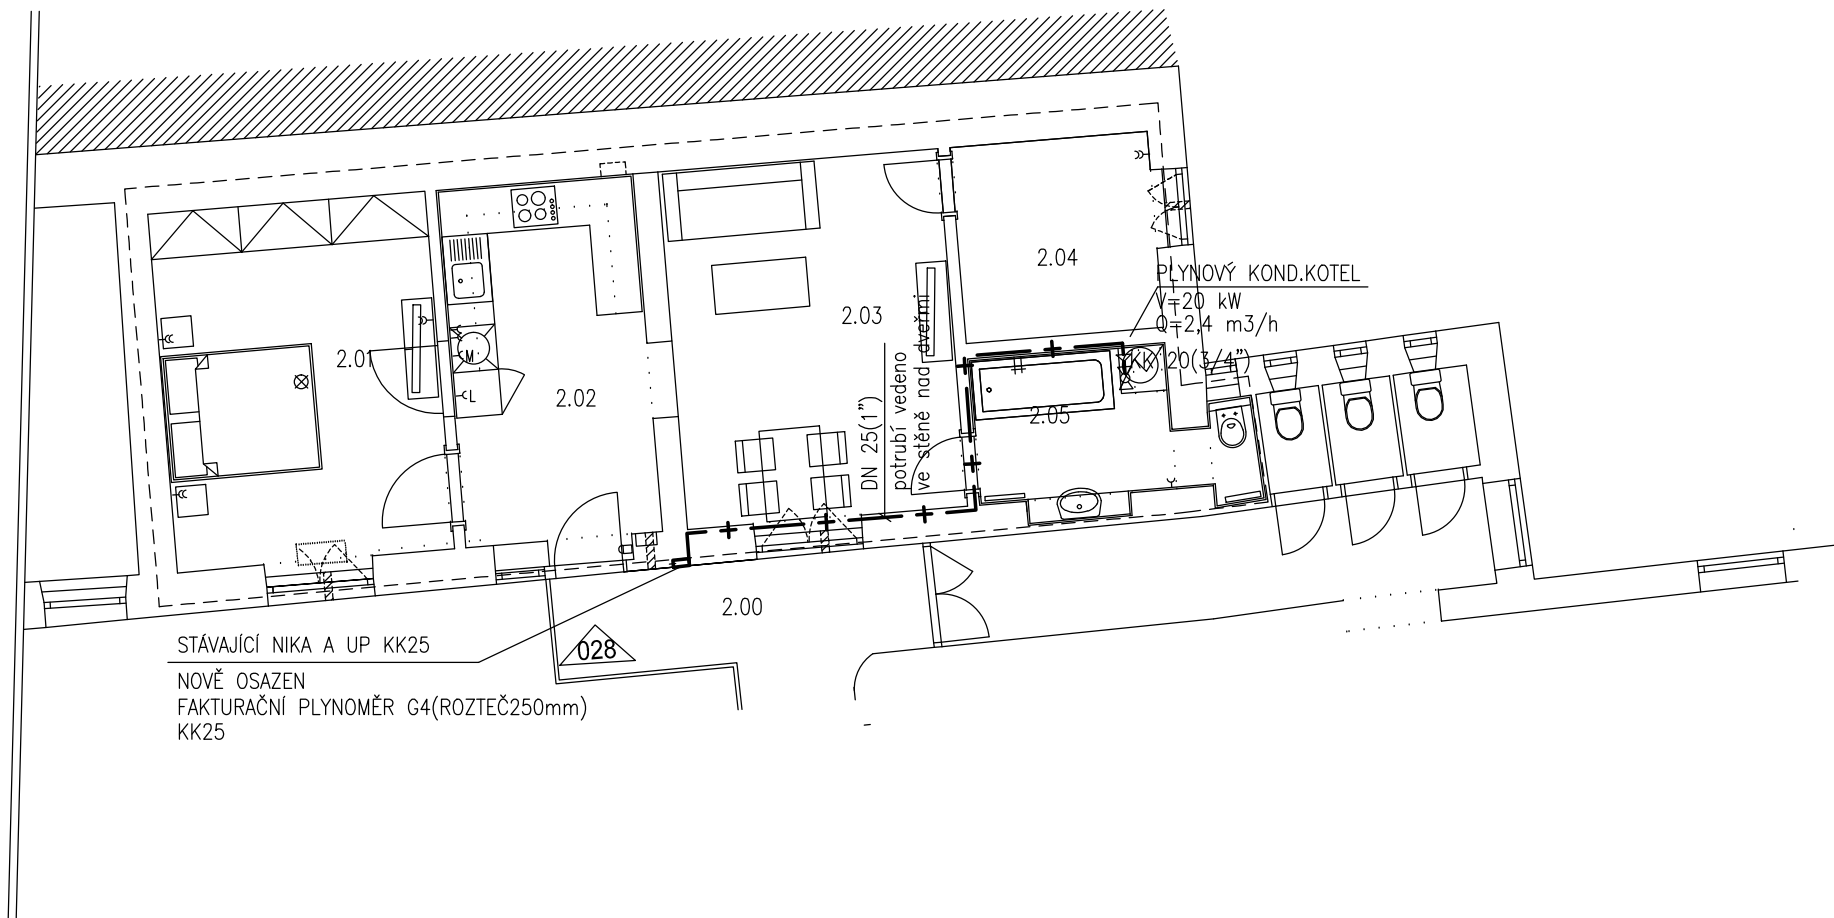 2.04
PLYNOVÝ KOND.KOTEL
V=20 kW
Q=2,4 m3/h
KK 20(3/4")
2.03
2.01
M
L
2.02
2.05
DN 25(1")
potrubí vedeno
ve stěně nad dveřmi
2.00
028
STÁVAJÍCÍ NIKA A UP KK25
NOVĚ OSAZEN
FAKTURAČNÍ PLYNOMĚR G4(ROZTEČ250mm)
KK25